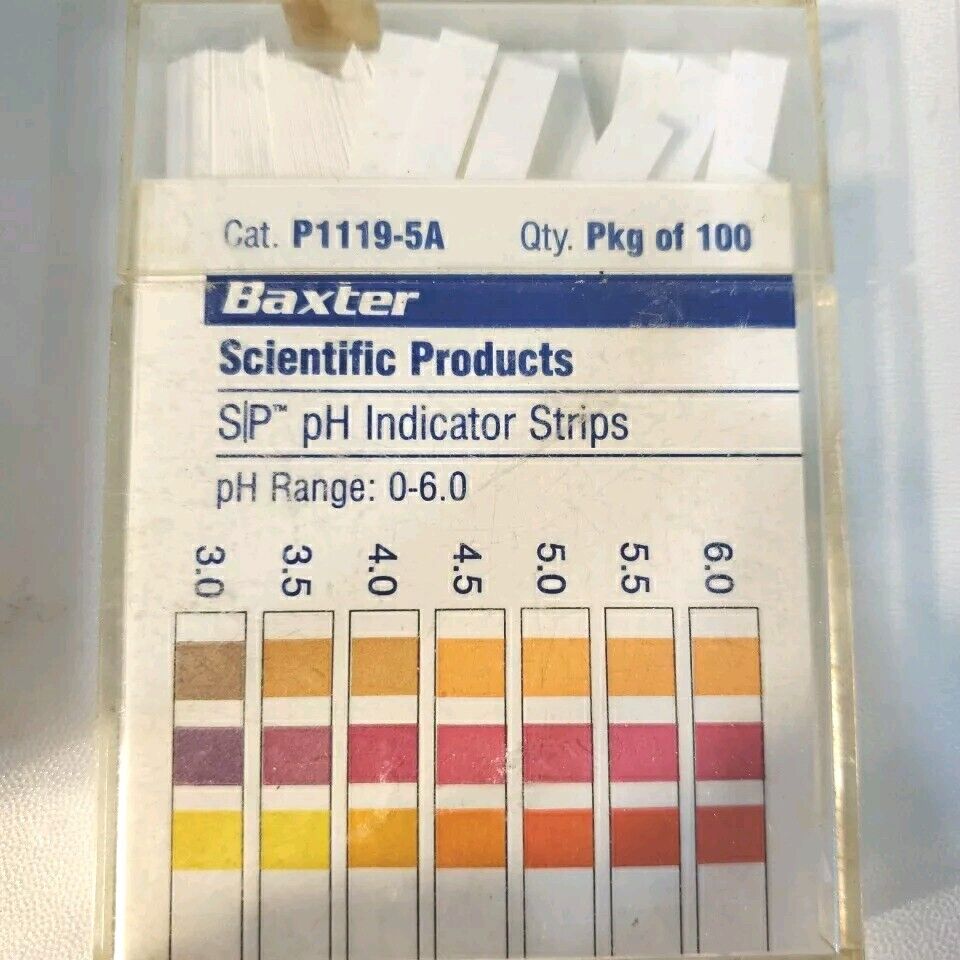 Cat. P1119-5A Qty. Pkg of 100
Baxter
Scientific Products
S|P™ pH Indicator Strips
pH Range: 0-6.0
3.0 3.5 4.0 4.5 5.0 5.5 6.0